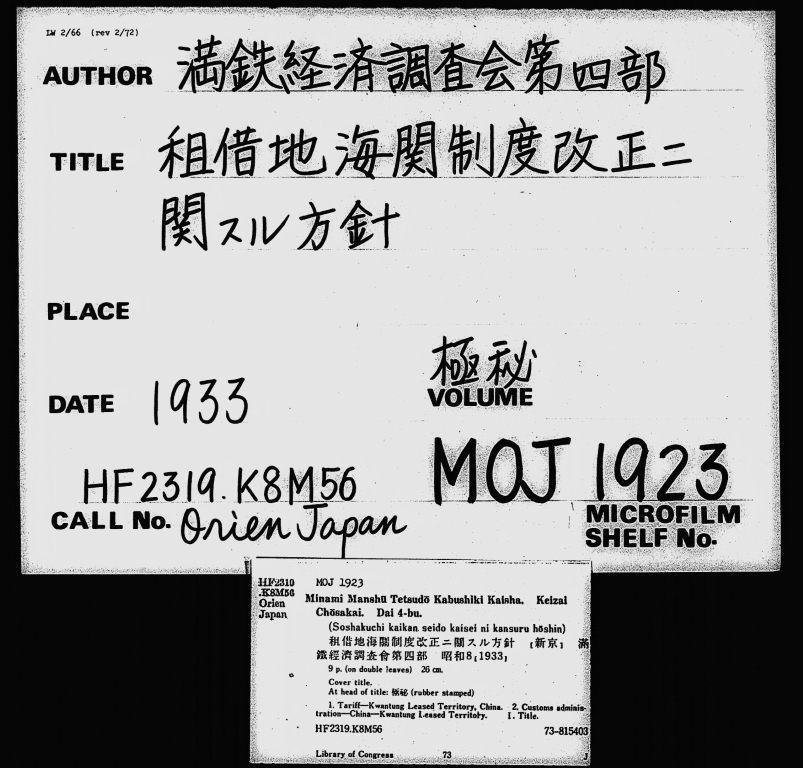 LW 2/66 (rev 2/72)
AUTHOR 満鉄経済調査会第四部
TITLE 租借地海関制度改正ニ
関スル方針
PLACE
極秘
DATE 1933
VOLUME
HF2319.K8M56
MOJ 1923
CALL No. Orien Japan
MICROFILM
SHELF No.
HF2319
.K8M56
Orien
Japan
MOJ 1923
Minami Manshū Tetsudō Kabushiki Kaisha. Keizai
Chōsakai. Dai 4-bu.
(Soshakuchi kaikan seido kaisei ni kansuru hōshin)
租借地海關制度改正ニ關スル方針 [新京] 滿
鐵經濟調査會第四部 昭和8[1933]
9 p. (on double leaves) 26 cm.
Cover title.
At head of title: 極秘 (rubber stamped)
1. Tariff—Kwantung Leased Territory, China. 2. Customs adminis-
tration—China—Kwantung Leased Territory. I. Title.
HF2319.K8M56 73-815403
Library of Congress 73 J